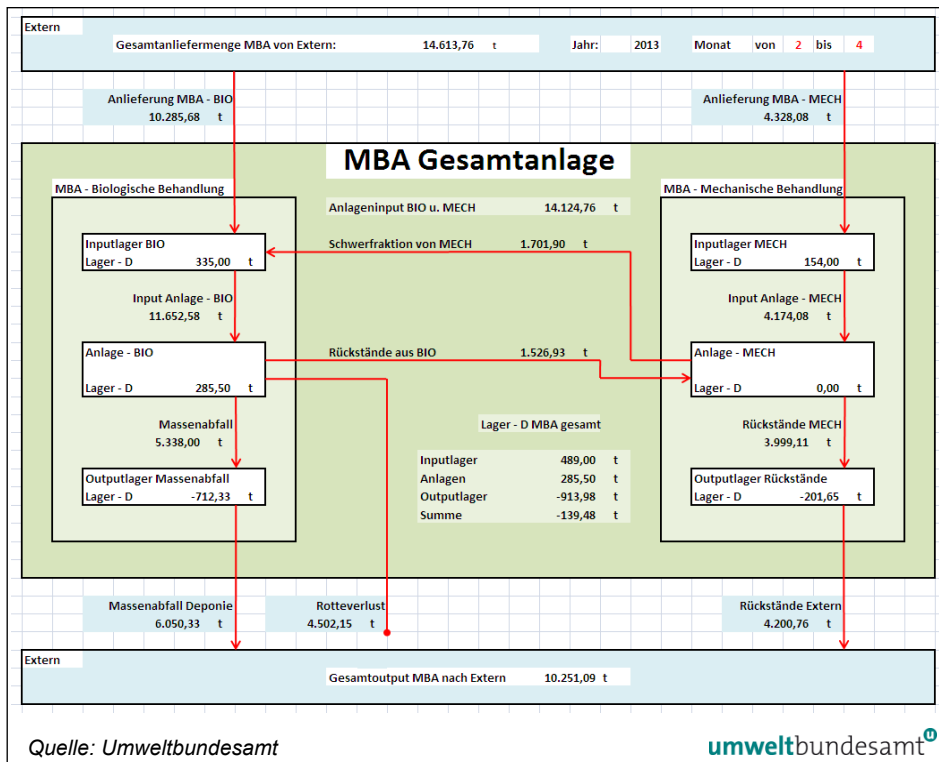 Extern
Gesamtanliefermenge MBA von Extern: 14.613,76 t Jahr: 2013 Monat von 2 bis 4
Anlieferung MBA - BIO Anlieferung MBA - MECH
10.285,68 t 4.328,08 t
MBA Gesamtanlage
MBA - Biologische Behandlung MBA - Mechanische Behandlung
Anlageninput BIO u. MECH 14.124,76 t
Inputlager BIO Schwerfraktion von MECH 1.701,90 t Inputlager MECH
Lager - D 335,00 t Lager - D 154,00 t
Input Anlage - BIO Input Anlage - MECH
11.652,58 t 4.174,08 t
Anlage - BIO Rückstände aus BIO 1.526,93 t Anlage - MECH
Lager - D 285,50 t Lager - D 0,00 t
Massenabfall Lager - D MBA gesamt Rückstände MECH
5.338,00 t 3.999,11 t
Inputlager 489,00 t
Outputlager Massenabfall Anlagen 285,50 t Outputlager Rückstände
Lager - D -712,33 t Outputlager -913,98 t Lager - D -201,65 t
Summe -139,48 t
Massenabfall Deponie Rotteverlust Rückstände Extern
6.050,33 t 4.502,15 t 4.200,76 t
Extern
Gesamtoutput MBA nach Extern 10.251,09 t
Quelle: Umweltbundesamt umweltbundesamt u